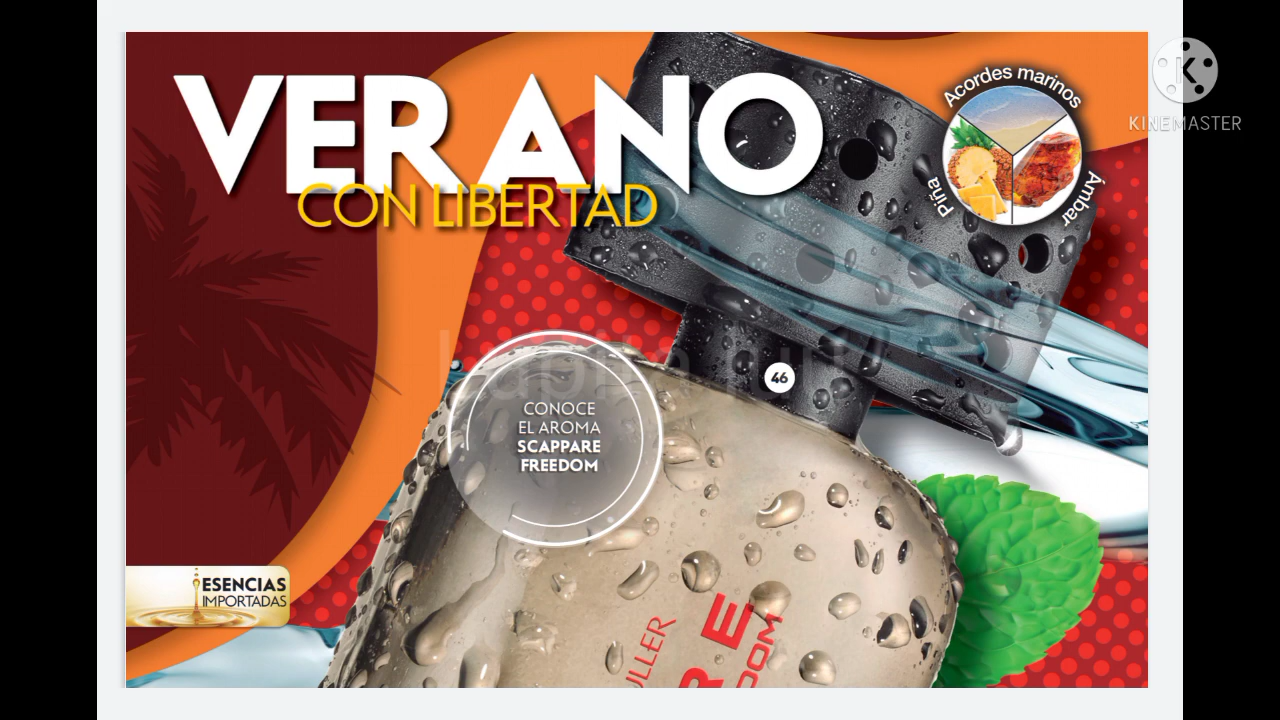 VERANO
CON LIBERTAD
Acordes marinos
Piña
Ámbar
KINEMASTER
46
CONOCE
EL AROMA
SCAPPARE
FREEDOM
ESENCIAS
IMPORTADAS